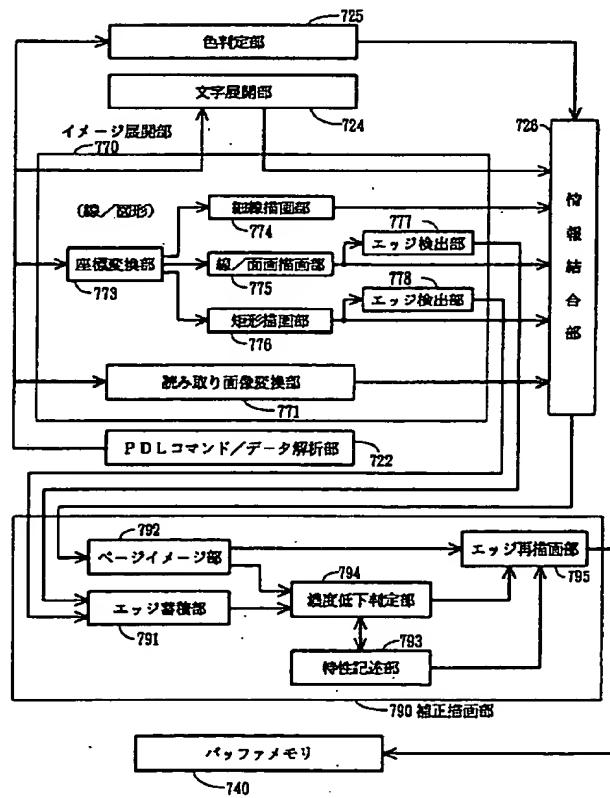 725
色判定部
文字展開部
724
イメージ展開部
770
726
情報結合部
(線/図形)
細線描画部
774
777
エッジ検出部
座標変換部
773
線/面画描画部
775
778
エッジ検出部
矩形描画部
776
読み取り画像変換部
771
PDLコマンド/データ解析部
722
792
ページイメージ部
エッジ再描画部
795
794
濃度低下判定部
エッジ蓄積部
791
793
特性記述部
790 補正描画部
バッファメモリ
740